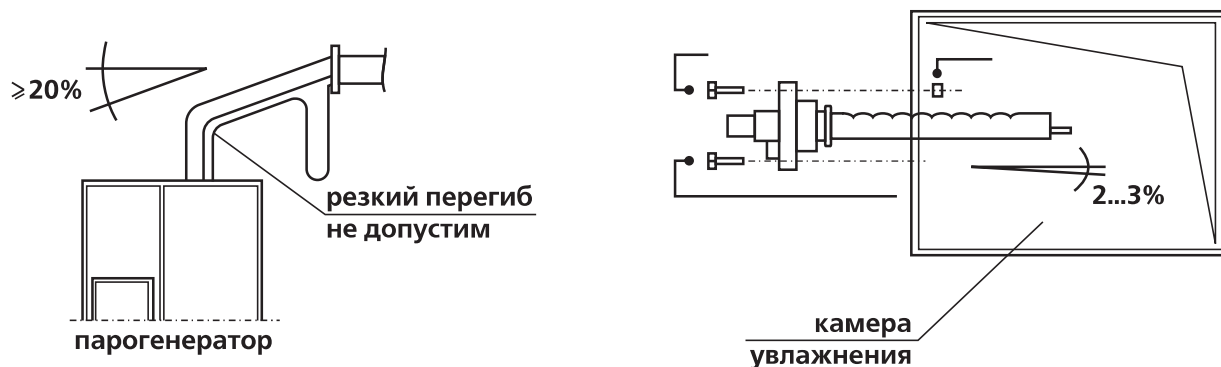 ⩾20%
резкий перегиб
не допустим
парогенератор
2...3%
камера
увлажнения